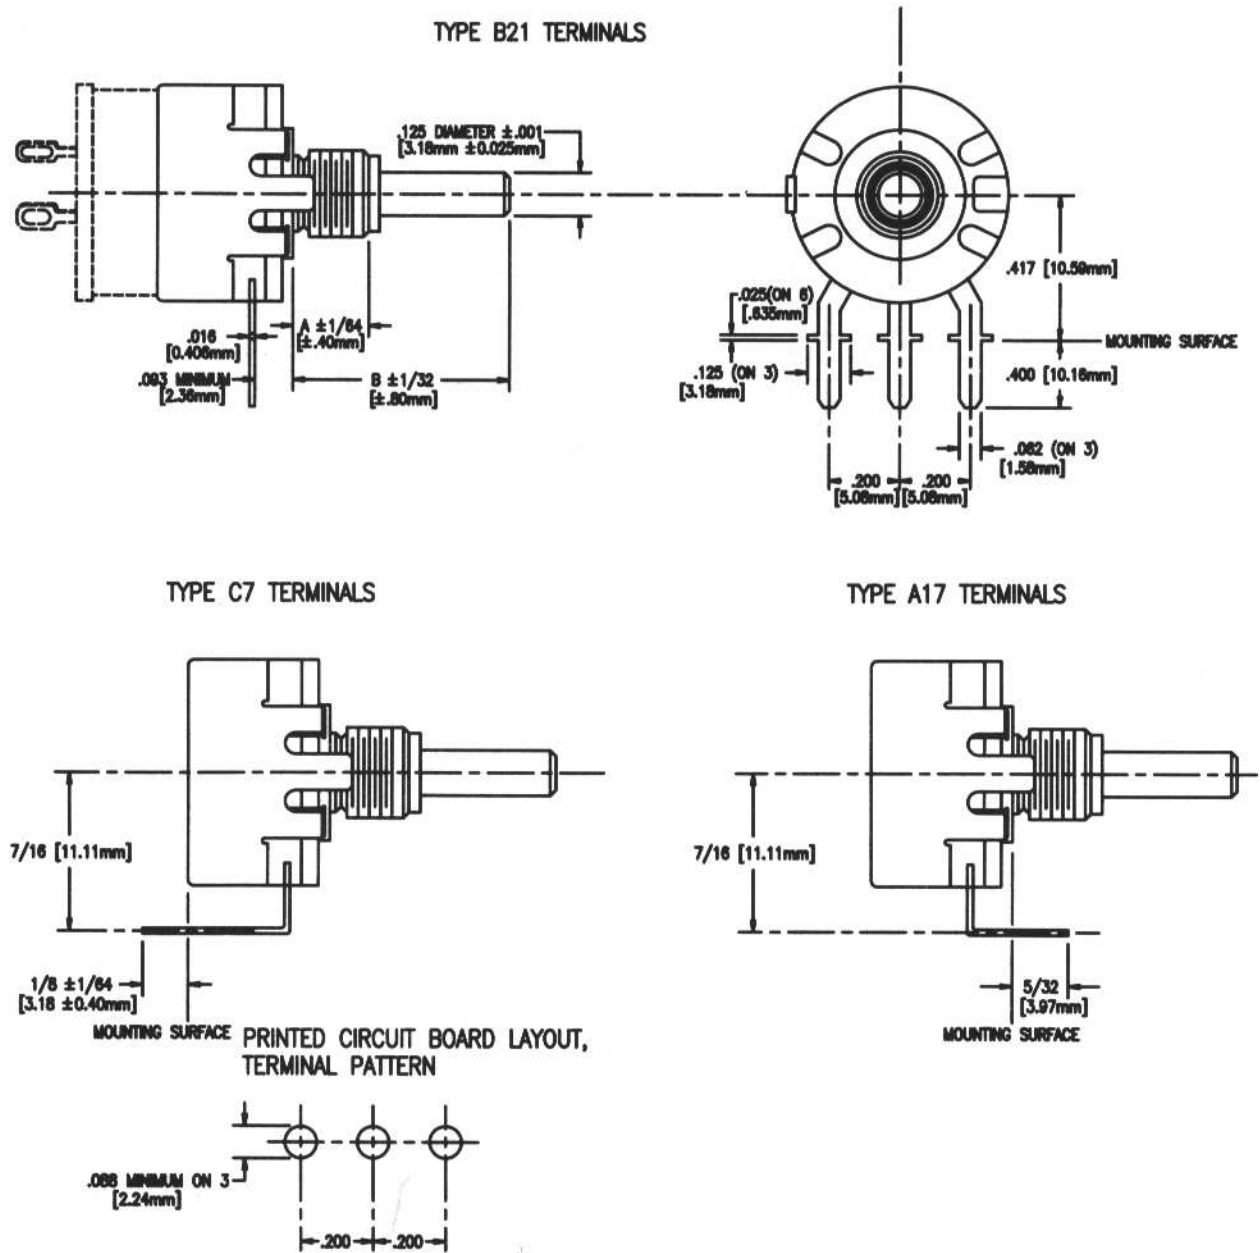 TYPE B21 TERMINALS
.125 DIAMETER ±.001
[3.18mm ±0.025mm]
.016
[0.406mm]
A ±1/64
[±.40mm]
.093 MINIMUM
[2.36mm]
B ±1/32
[±.80mm]
.417 [10.59mm]
.025(ON 6)
[.635mm]
MOUNTING SURFACE
.125 (ON 3)
[3.18mm]
.400 [10.16mm]
.062 (ON 3)
[1.58mm]
.200 .200
[5.08mm] [5.08mm]
TYPE C7 TERMINALS
7/16 [11.11mm]
1/8 ±1/64
[3.18 ±0.40mm]
MOUNTING SURFACE
TYPE A17 TERMINALS
7/16 [11.11mm]
5/32
[3.97mm]
MOUNTING SURFACE
PRINTED CIRCUIT BOARD LAYOUT,
TERMINAL PATTERN
.088 MINIMUM ON 3
[2.24mm]
.200 .200